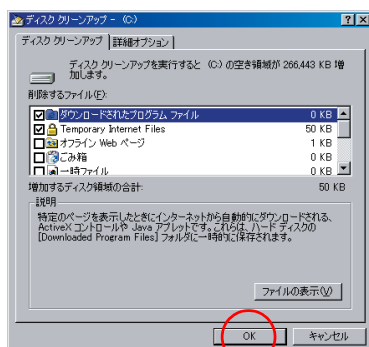 ディスク クリーンアップ - (C:)
ディスク クリーンアップ 詳細オプション
ディスク クリーンアップを実行すると (C:) の空き領域が 266,443 KB 増
加します。
削除するファイル(F):
ダウンロードされたプログラム ファイル 0 KB
Temporary Internet Files 50 KB
オフライン Web ページ 1 KB
ごみ箱 0 KB
一時ファイル 0 KB
増加するディスク領域の合計: 50 KB
説明
特定のページを表示したときにインターネットから自動的にダウンロードされる、
ActiveX コントロールや Java アプレットです。これらは、ハード ディスクの
[Downloaded Program Files] フォルダに一時的に保存されます。
ファイルの表示(V)
OK キャンセル